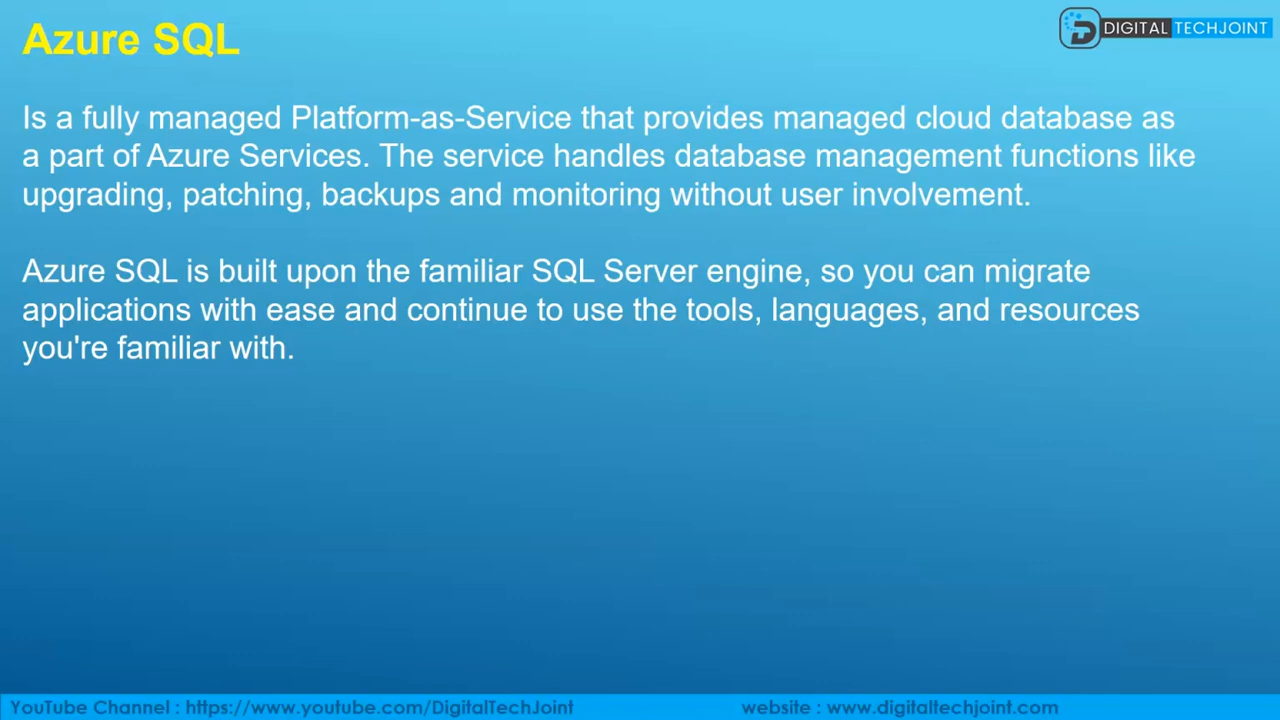 Azure SQL
DIGITAL TECHJOINT
Is a fully managed Platform-as-Service that provides managed cloud database as
a part of Azure Services. The service handles database management functions like
upgrading, patching, backups and monitoring without user involvement.
Azure SQL is built upon the familiar SQL Server engine, so you can migrate
applications with ease and continue to use the tools, languages, and resources
you're familiar with.
YouTube Channel : https://www.youtube.com/DigitalTechJoint
website : www.digitaltechjoint.com